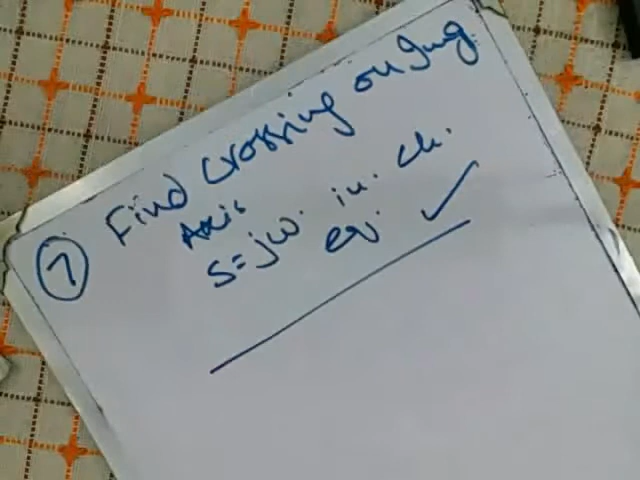 ⑦ Find crossing on Img
Axis
s=jω. in. ch.
eq. ✓